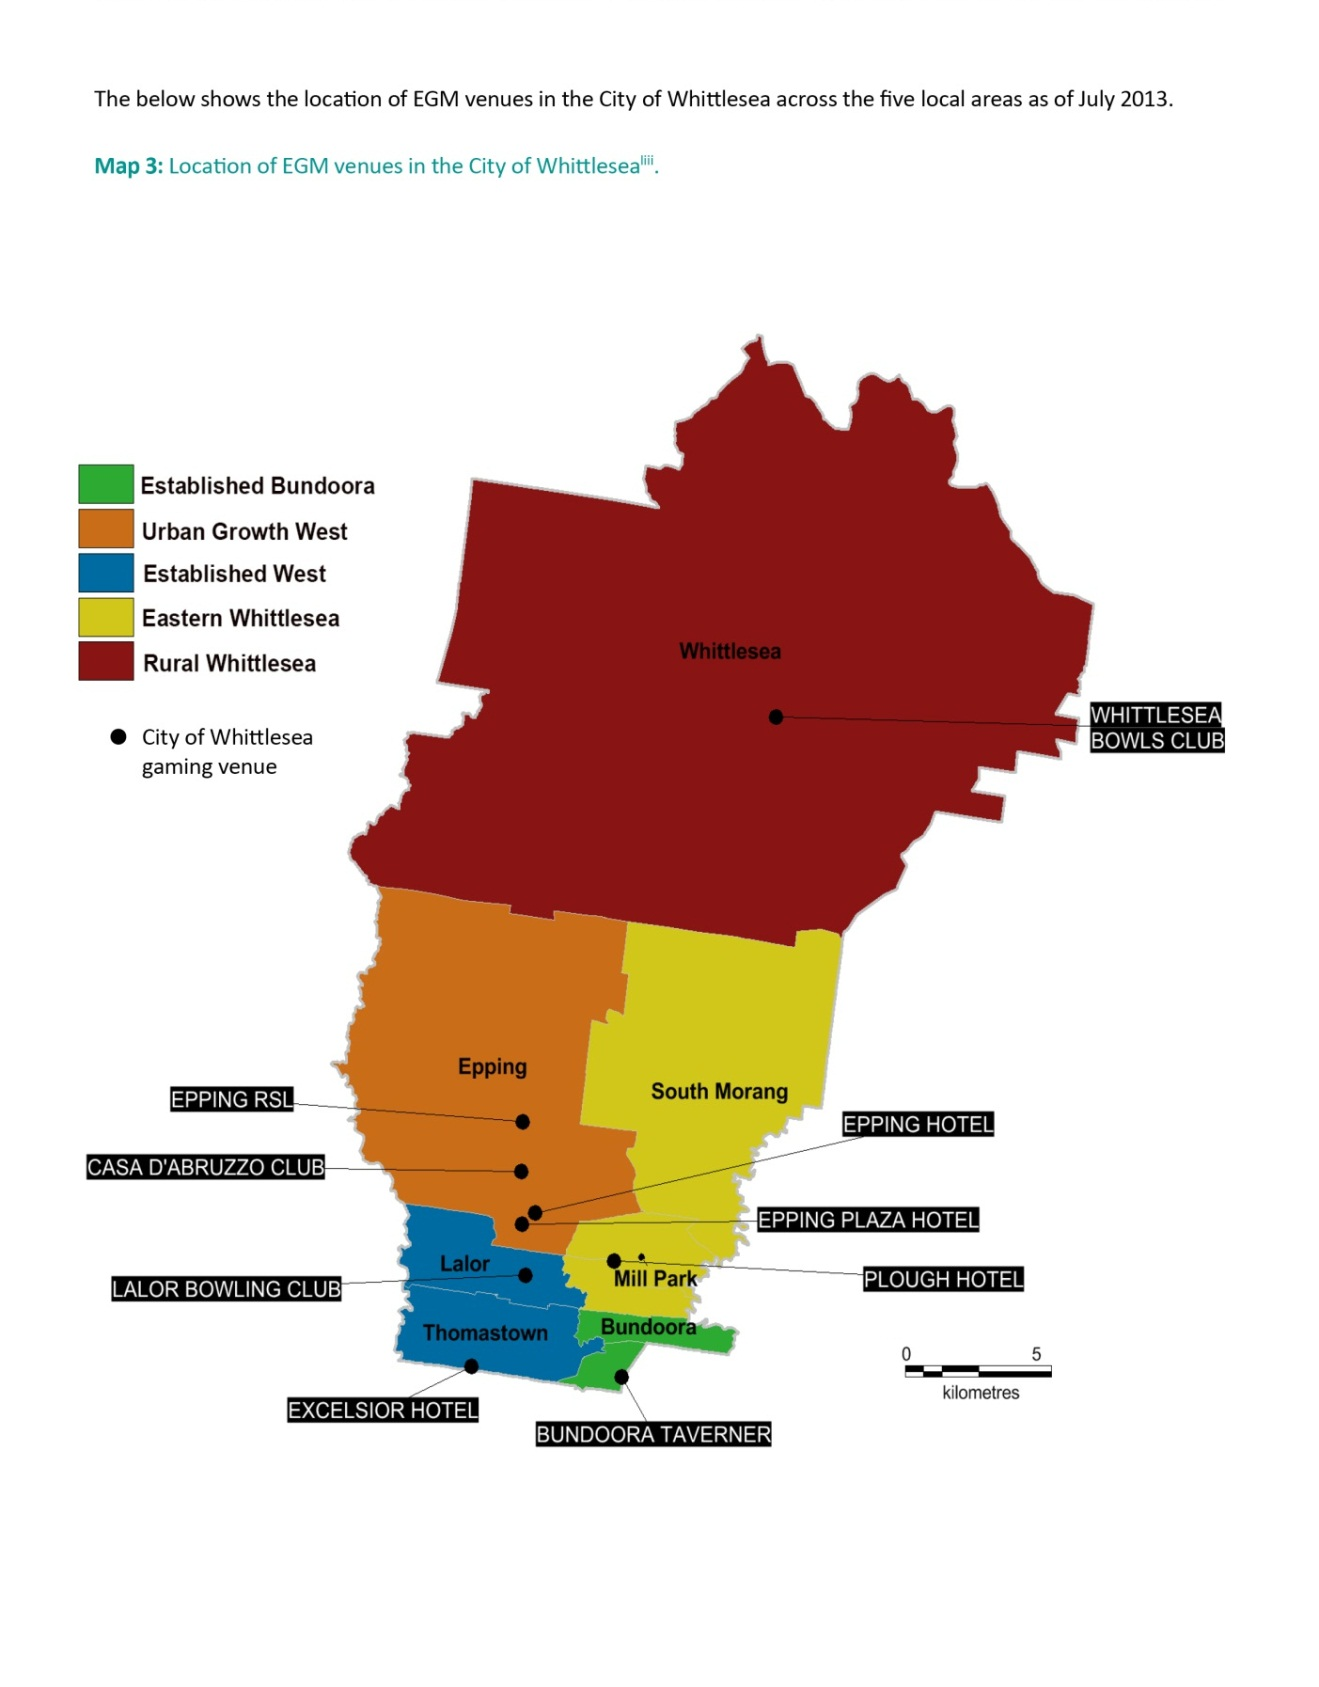 The below shows the location of EGM venues in the City of Whittlesea across the five local areas as of July 2013.
Map 3: Location of EGM venues in the City of Whittlesealiii.
Established Bundoora
Urban Growth West
Established West
Eastern Whittlesea
Rural Whittlesea
City of Whittlesea
gaming venue
Whittlesea
WHITTLESEA
BOWLS CLUB
Epping
South Morang
EPPING RSL
EPPING HOTEL
CASA D'ABRUZZO CLUB
EPPING PLAZA HOTEL
Lalor
Mill Park
PLOUGH HOTEL
LALOR BOWLING CLUB
Thomastown
Bundoora
0 5
kilometres
EXCELSIOR HOTEL
BUNDOORA TAVERNER